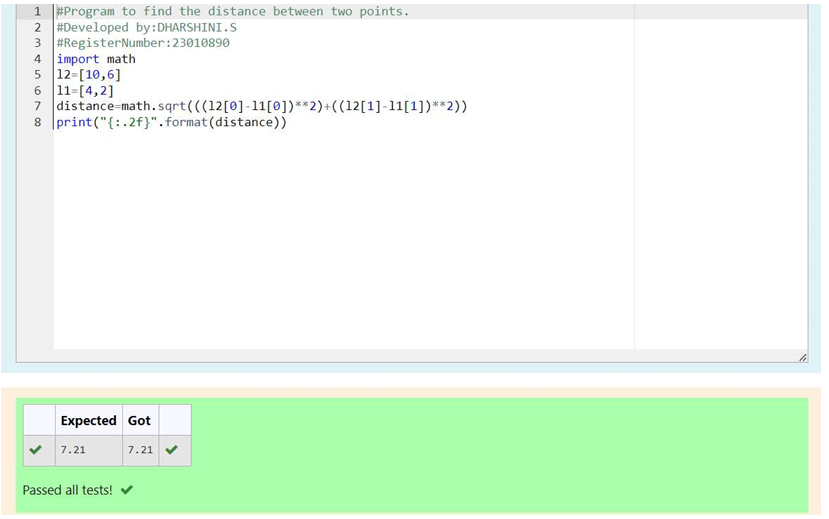 1 #Program to find the distance between two points.
2 #Developed by:DHARSHINI.S
3 #RegisterNumber:23010890
4 import math
5 l2=[10,6]
6 l1=[4,2]
7 distance=math.sqrt(((l2[0]-l1[0])**2)+((l2[1]-l1[1])**2))
8 print("{:.2f}".format(distance))
Expected Got
7.21 7.21
Passed all tests!